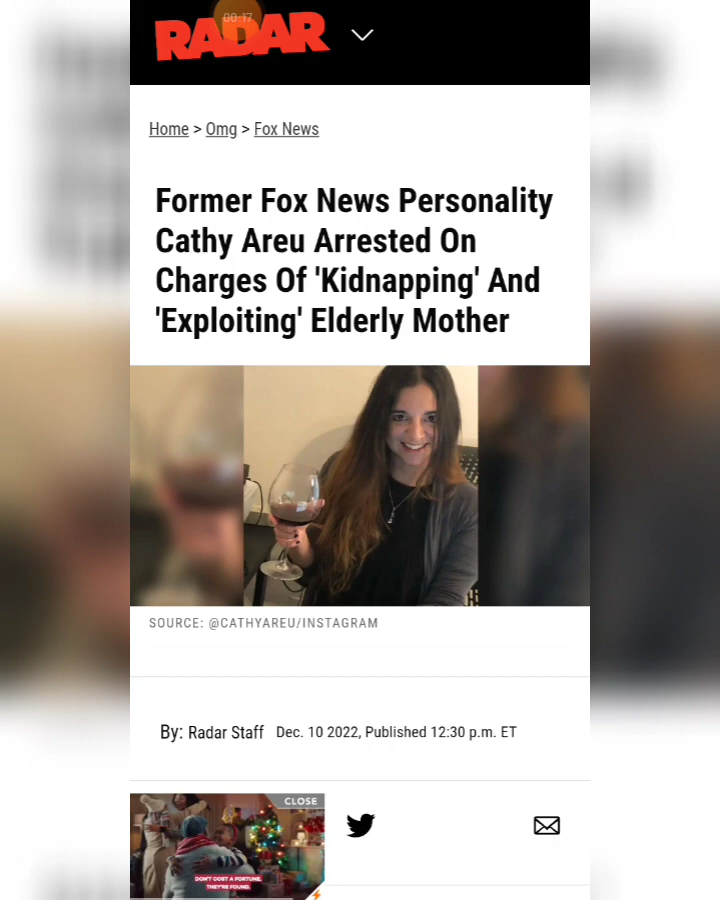 RADAR
00:17
Home > Omg > Fox News
Former Fox News Personality
Cathy Areu Arrested On
Charges Of 'Kidnapping' And
'Exploiting' Elderly Mother
SOURCE: @CATHYAREU/INSTAGRAM
By: Radar Staff Dec. 10 2022, Published 12:30 p.m. ET
CLOSE
DON'T COST A FORTUNE.
THEY'RE FOUND.